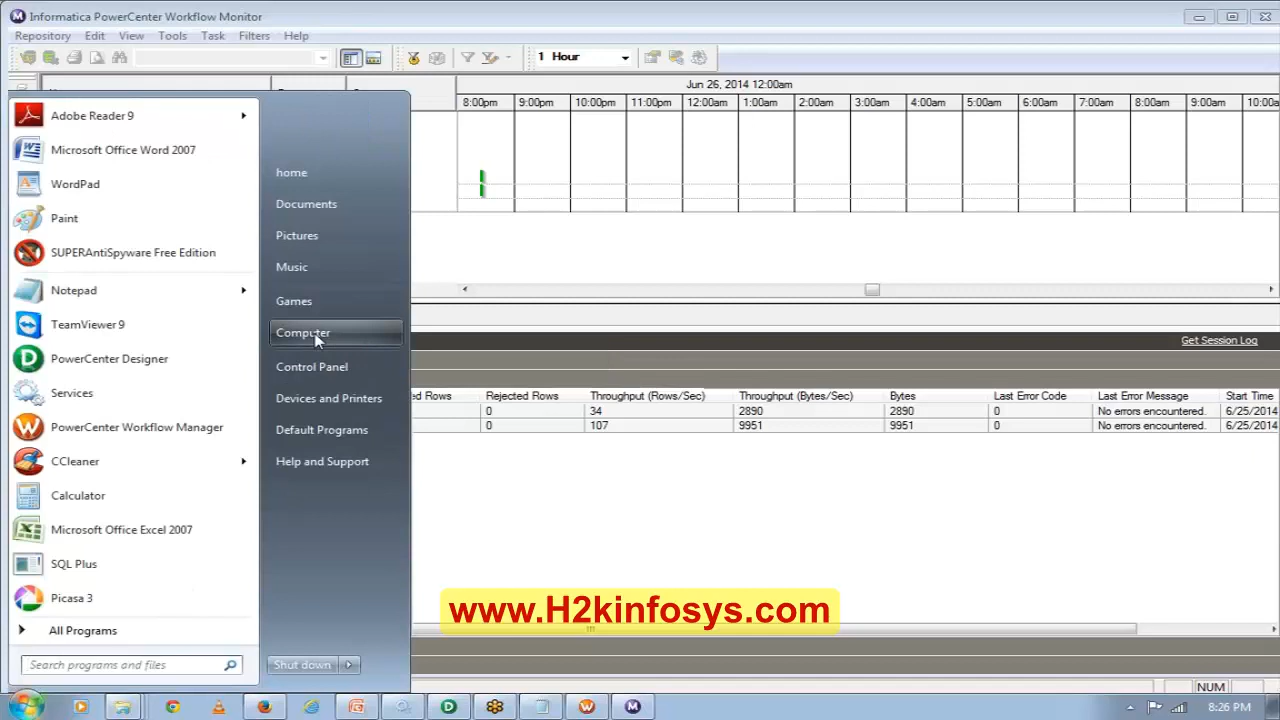 Informatica PowerCenter Workflow Monitor
Repository Edit View Tools Task Filters Help
1 Hour
Jun 26, 2014 12:00am
8:00pm 9:00pm 10:00pm 11:00pm 12:00am 1:00am 2:00am 3:00am 4:00am 5:00am 6:00am 7:00am 8:00am 9:00am 10:00a
Adobe Reader 9
Microsoft Office Word 2007
WordPad
Paint
SUPERAntiSpyware Free Edition
Notepad
TeamViewer 9
PowerCenter Designer
Services
PowerCenter Workflow Manager
CCleaner
Calculator
Microsoft Office Excel 2007
SQL Plus
Picasa 3
All Programs
Search programs and files
home
Documents
Pictures
Music
Games
Computer
Control Panel
Devices and Printers
Default Programs
Help and Support
Shut down
Get Session Log
ed Rows Rejected Rows Throughput (Rows/Sec) Throughput (Bytes/Sec) Bytes Last Error Code Last Error Message Start Time
0 34 2890 2890 0 No errors encountered. 6/25/2014
0 107 9951 9951 0 No errors encountered. 6/25/2014
www.H2kinfosys.com
NUM
8:26 PM